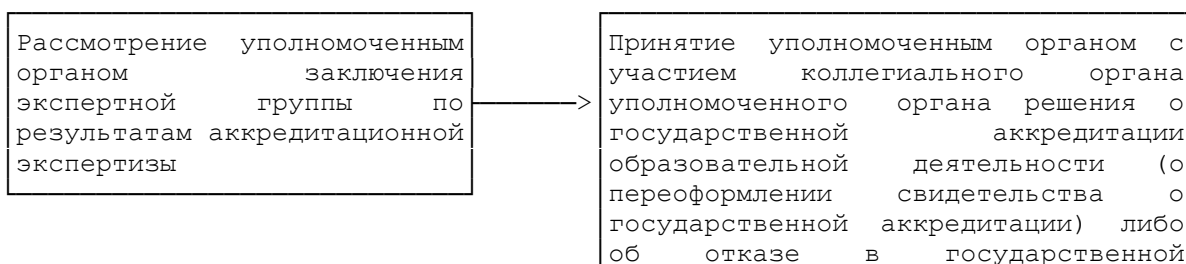 Рассмотрение уполномоченным
органом заключения
экспертной группы по
результатам аккредитационной
экспертизы
Принятие уполномоченным органом с
участием коллегиального органа
уполномоченного органа решения о
государственной аккредитации
образовательной деятельности (о
переоформлении свидетельства о
государственной аккредитации) либо
об отказе в государственной